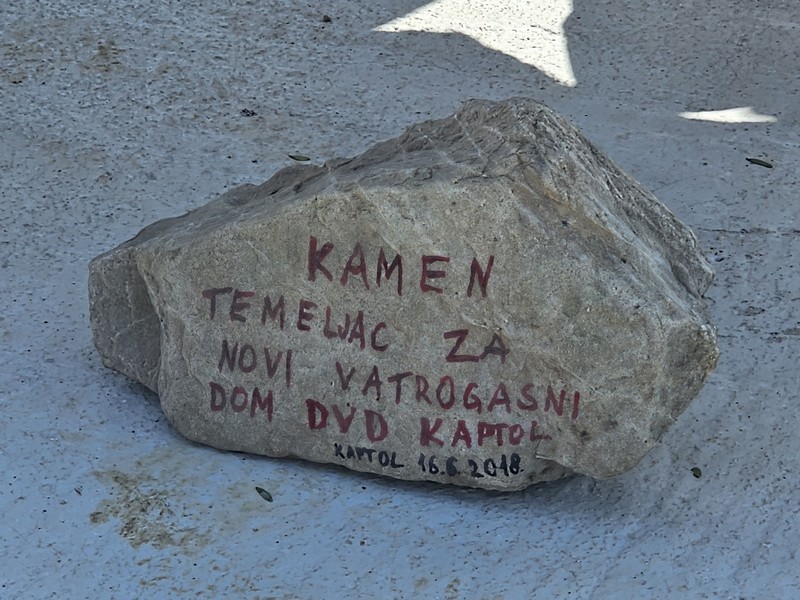 KAMEN
TEMELJAC ZA
NOVI VATROGASNI
DOM DVD KAPTOL
KAPTOL 16.6.2018.